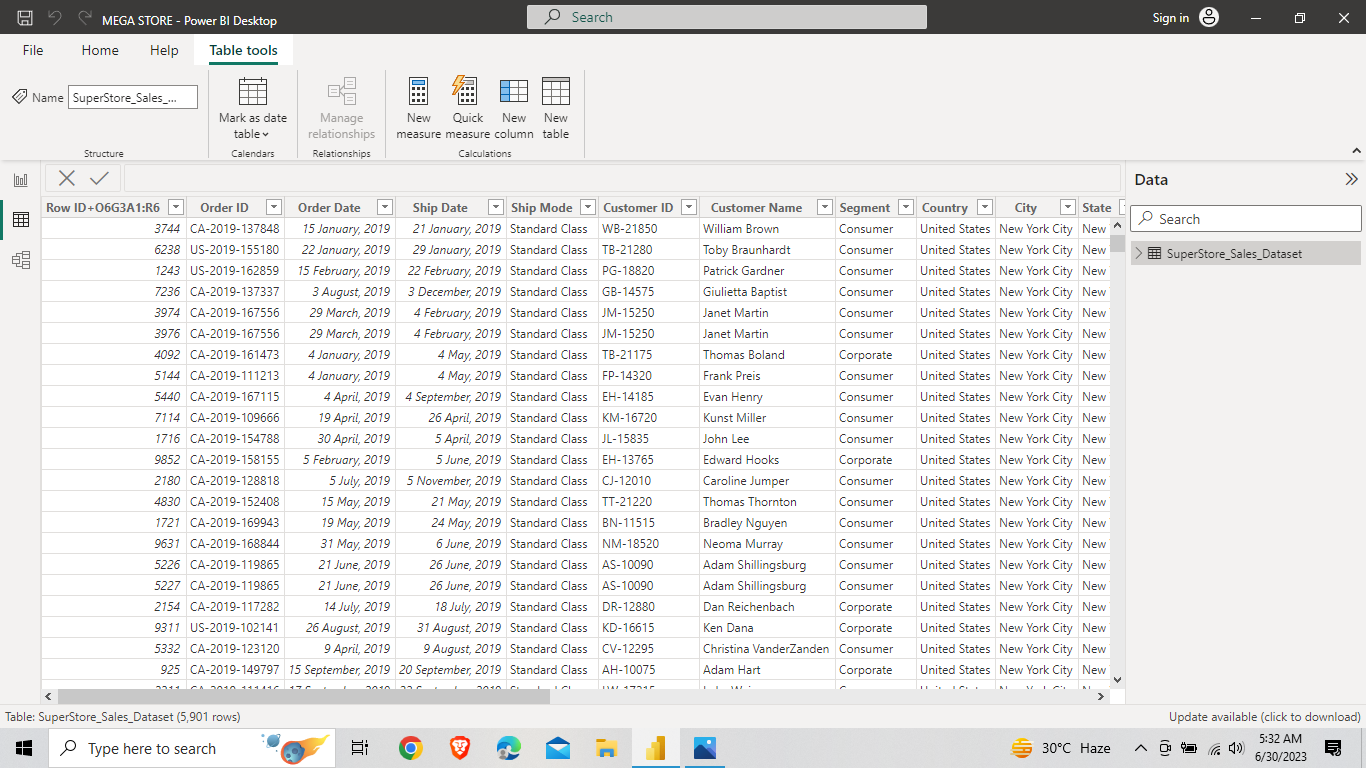 MEGA STORE - Power BI Desktop
Search
Sign in
File Home Help Table tools
Name SuperStore_Sales_...
Mark as date table
Manage relationships
New measure
Quick measure
New column
New table
Structure Calendars Relationships Calculations
Data
Search
SuperStore_Sales_Dataset
Row ID+O6G3A1:R6 Order ID Order Date Ship Date Ship Mode Customer ID Customer Name Segment Country City State
3744 CA-2019-137848 15 January, 2019 21 January, 2019 Standard Class WB-21850 William Brown Consumer United States New York City New
6238 US-2019-155180 22 January, 2019 29 January, 2019 Standard Class TB-21280 Toby Braunhardt Consumer United States New York City New
1243 US-2019-162859 15 February, 2019 22 February, 2019 Standard Class PG-18820 Patrick Gardner Consumer United States New York City New
7236 CA-2019-137337 3 August, 2019 3 December, 2019 Standard Class GB-14575 Giulietta Baptist Consumer United States New York City New
3974 CA-2019-167556 29 March, 2019 4 February, 2019 Standard Class JM-15250 Janet Martin Consumer United States New York City New
3976 CA-2019-167556 29 March, 2019 4 February, 2019 Standard Class JM-15250 Janet Martin Consumer United States New York City New
4092 CA-2019-161473 4 January, 2019 4 May, 2019 Standard Class TB-21175 Thomas Boland Corporate United States New York City New
5144 CA-2019-111213 4 January, 2019 4 May, 2019 Standard Class FP-14320 Frank Preis Consumer United States New York City New
5440 CA-2019-167115 4 April, 2019 4 September, 2019 Standard Class EH-14185 Evan Henry Consumer United States New York City New
7114 CA-2019-109666 19 April, 2019 26 April, 2019 Standard Class KM-16720 Kunst Miller Consumer United States New York City New
1716 CA-2019-154788 30 April, 2019 5 April, 2019 Standard Class JL-15835 John Lee Consumer United States New York City New
9852 CA-2019-158155 5 February, 2019 5 June, 2019 Standard Class EH-13765 Edward Hooks Corporate United States New York City New
2180 CA-2019-128818 5 July, 2019 5 November, 2019 Standard Class CJ-12010 Caroline Jumper Consumer United States New York City New
4830 CA-2019-152408 15 May, 2019 21 May, 2019 Standard Class TT-21220 Thomas Thornton Consumer United States New York City New
1721 CA-2019-169943 19 May, 2019 24 May, 2019 Standard Class BN-11515 Bradley Nguyen Consumer United States New York City New
9631 CA-2019-168844 31 May, 2019 6 June, 2019 Standard Class NM-18520 Neoma Murray Consumer United States New York City New
5226 CA-2019-119865 21 June, 2019 26 June, 2019 Standard Class AS-10090 Adam Shillingsburg Consumer United States New York City New
5227 CA-2019-119865 21 June, 2019 26 June, 2019 Standard Class AS-10090 Adam Shillingsburg Consumer United States New York City New
2154 CA-2019-117282 14 July, 2019 18 July, 2019 Standard Class DR-12880 Dan Reichenbach Corporate United States New York City New
9311 US-2019-102141 26 August, 2019 31 August, 2019 Standard Class KD-16615 Ken Dana Corporate United States New York City New
5332 CA-2019-123120 9 April, 2019 9 August, 2019 Standard Class CV-12295 Christina VanderZanden Consumer United States New York City New
925 CA-2019-149797 15 September, 2019 20 September, 2019 Standard Class AH-10075 Adam Hart Corporate United States New York City New
Table: SuperStore_Sales_Dataset (5,901 rows)
Update available (click to download)
Type here to search
30°C Haze
5:32 AM
6/30/2023